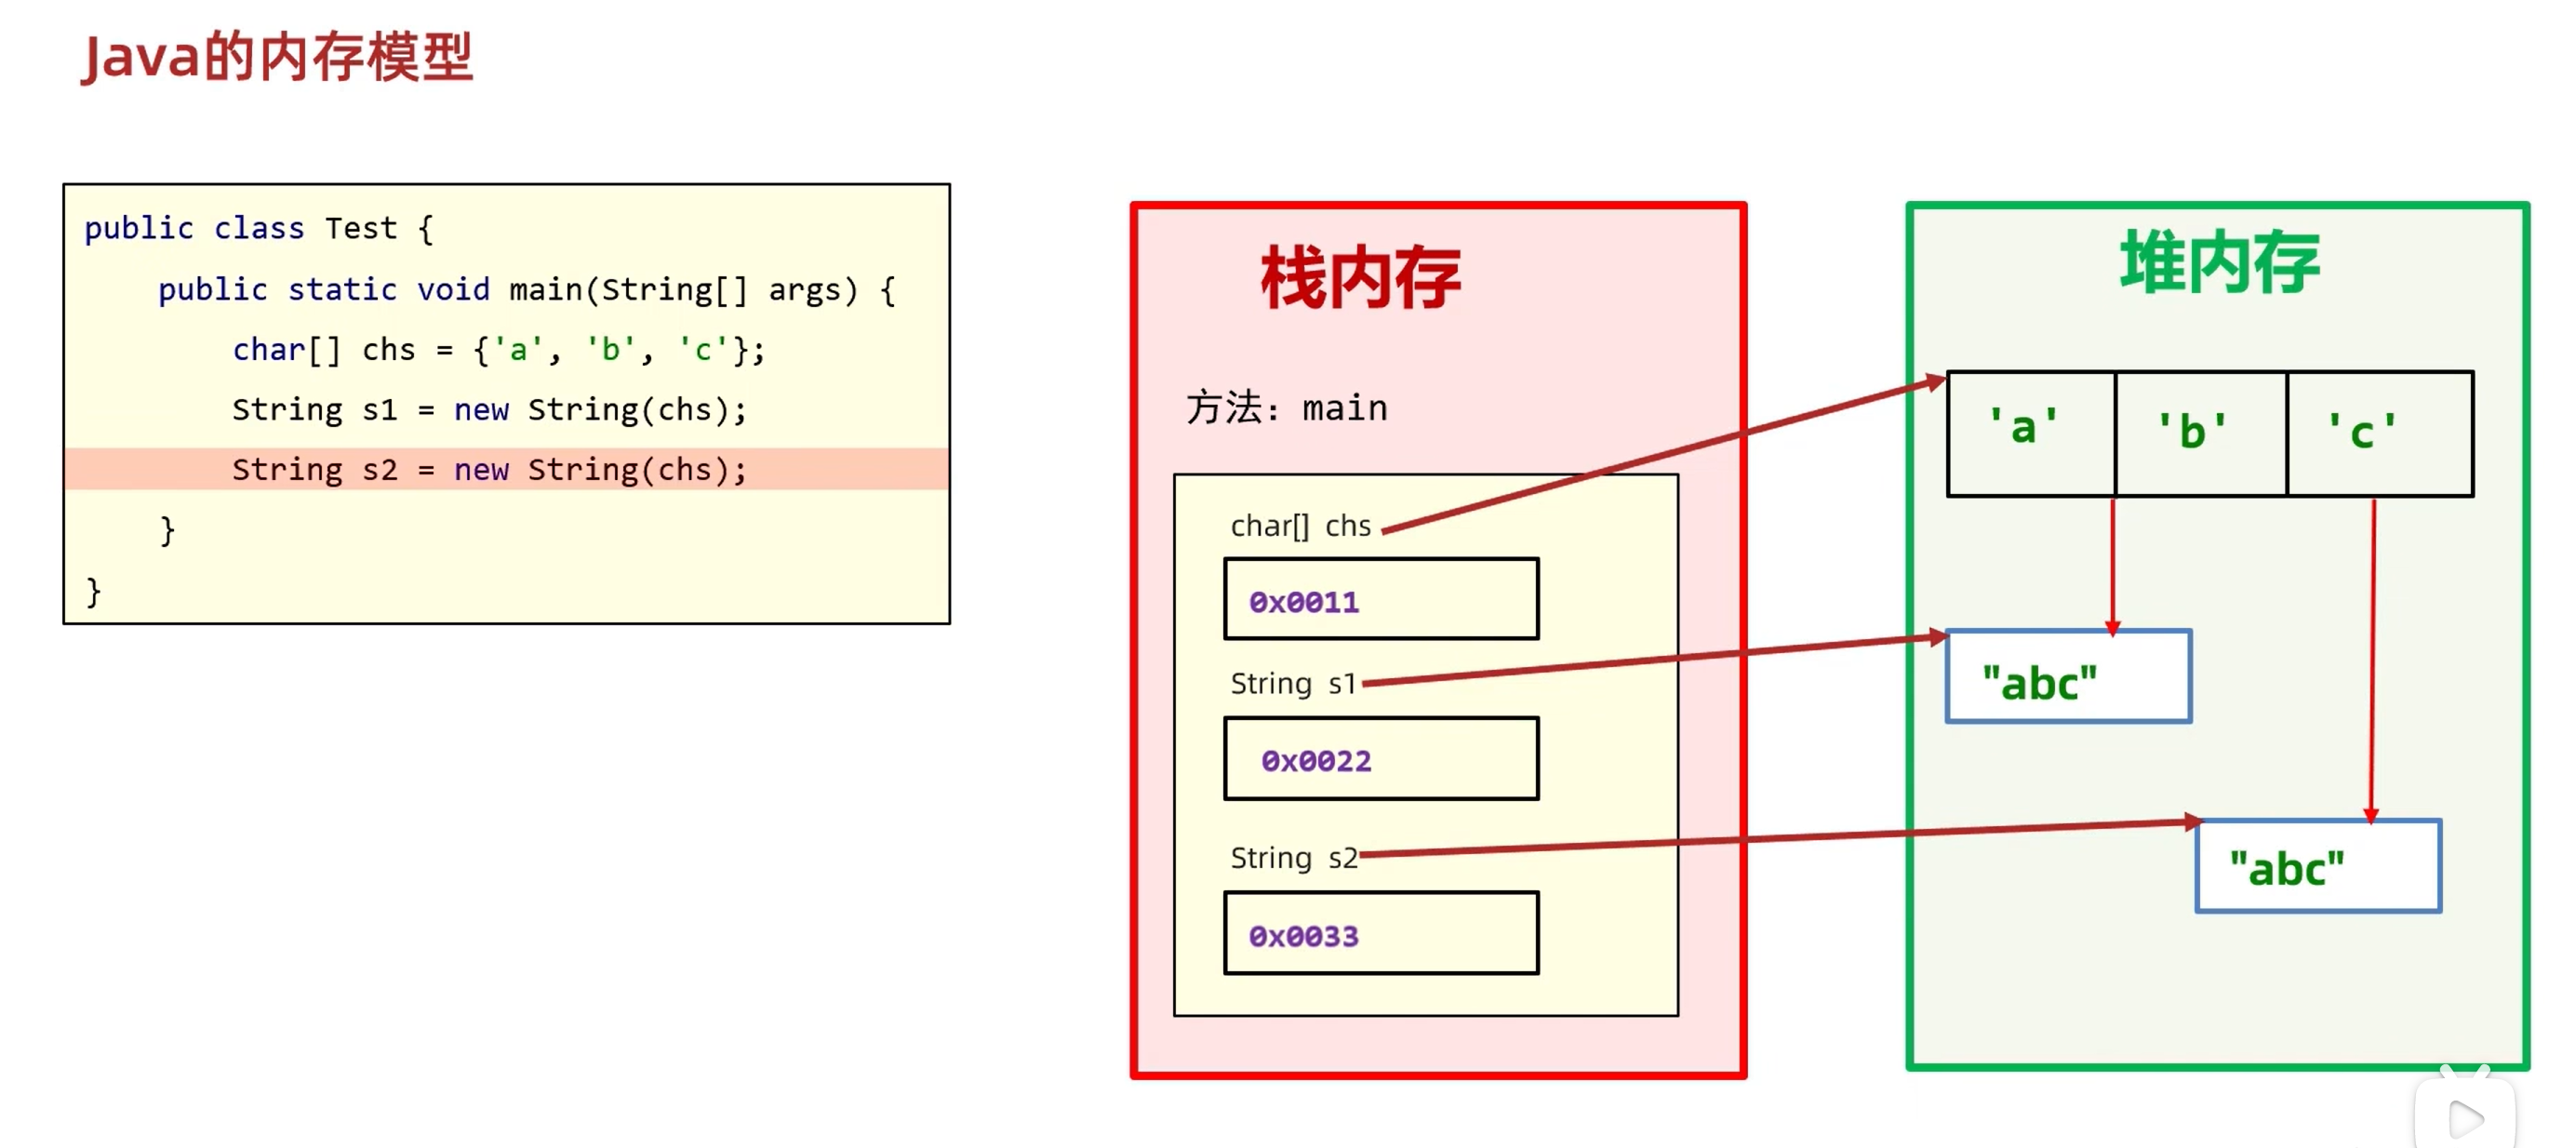 Java的内存模型
public class Test {
public static void main(String[] args) {
char[] chs = {'a', 'b', 'c'};
String s1 = new String(chs);
String s2 = new String(chs);
}
}
栈内存
方法: main
char[] chs
0x0011
String s1
0x0022
String s2
0x0033
堆内存
'a' 'b' 'c'
"abc"
"abc"